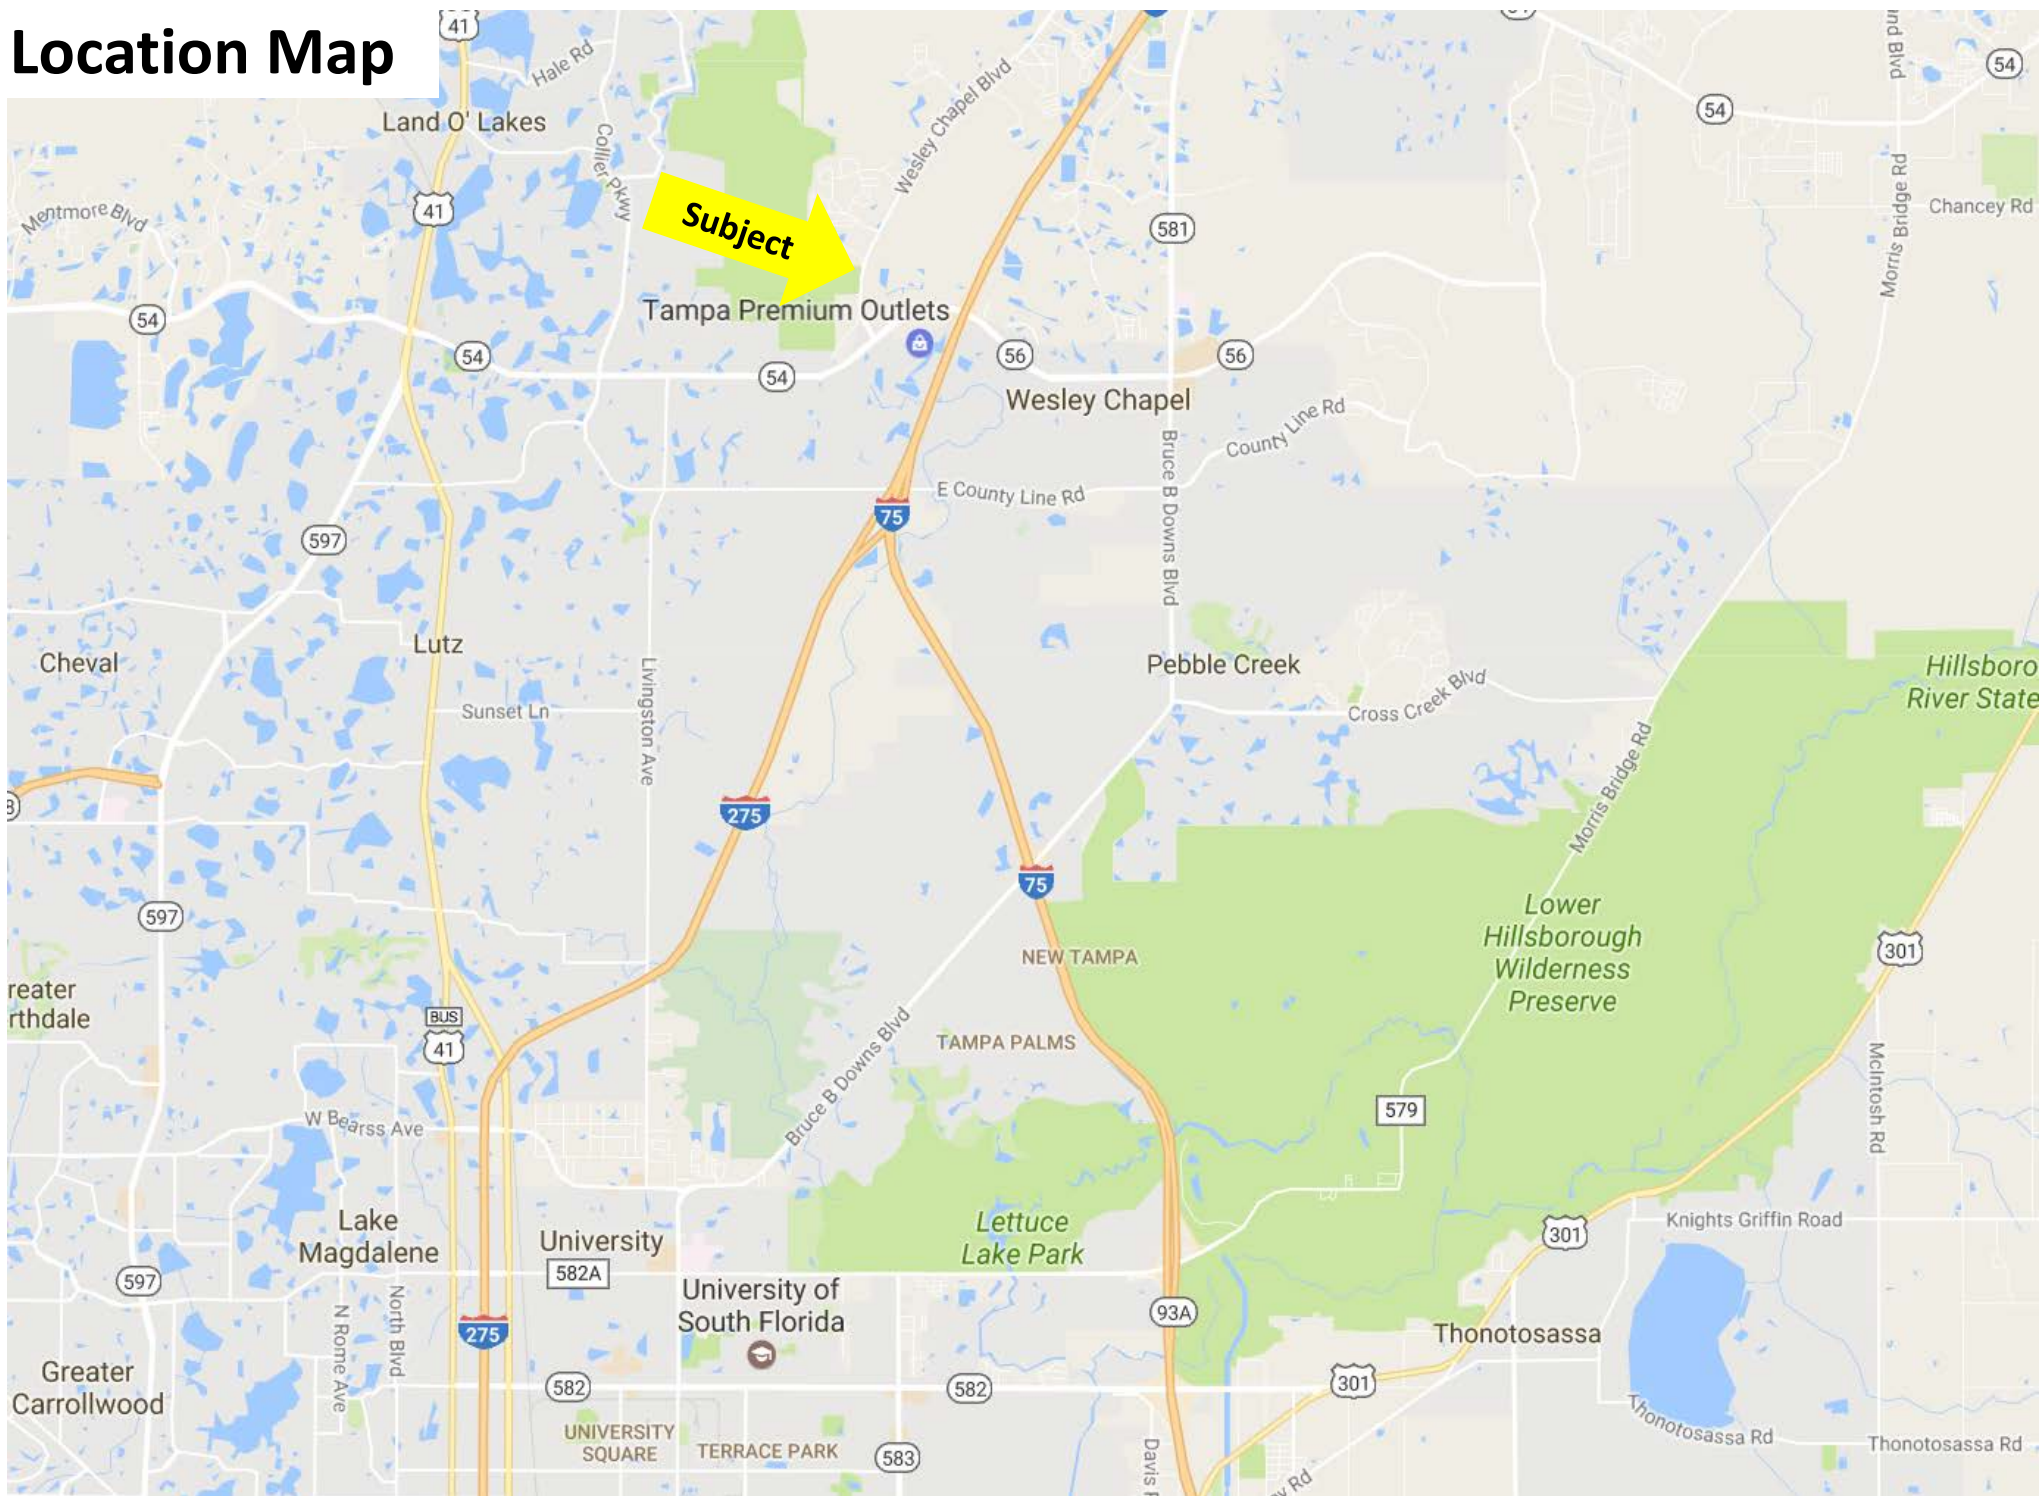 Location Map
41
Hale Rd
Land O' Lakes
Collier Pkwy
Wesley Chapel Blvd
54
54
Mentmore Blvd
41
581
Morris Bridge Rd
Chancey Rd
Subject
Tampa Premium Outlets
54
54
54
56
56
Wesley Chapel
County Line Rd
Bruce B Downs Blvd
E County Line Rd
75
597
Lutz
Cheval
Pebble Creek
Hillsboro
River State
Sunset Ln
Livingston Ave
Cross Creek Blvd
Morris Bridge Rd
275
75
597
Lower
Hillsborough
Wilderness
Preserve
301
NEW TAMPA
reater
rthdale
BUS
41
TAMPA PALMS
Bruce B Downs Blvd
McIntosh Rd
579
W Bearss Ave
Lake
Magdalene
University
582A
Lettuce
Lake Park
301
Knights Griffin Road
597
North Blvd
N Rome Ave
University of
South Florida
93A
275
Thonotosassa
Greater
Carrollwood
582
582
301
UNIVERSITY
SQUARE
TERRACE PARK
583
Davis
Thonotosassa Rd
Thonotosassa Rd